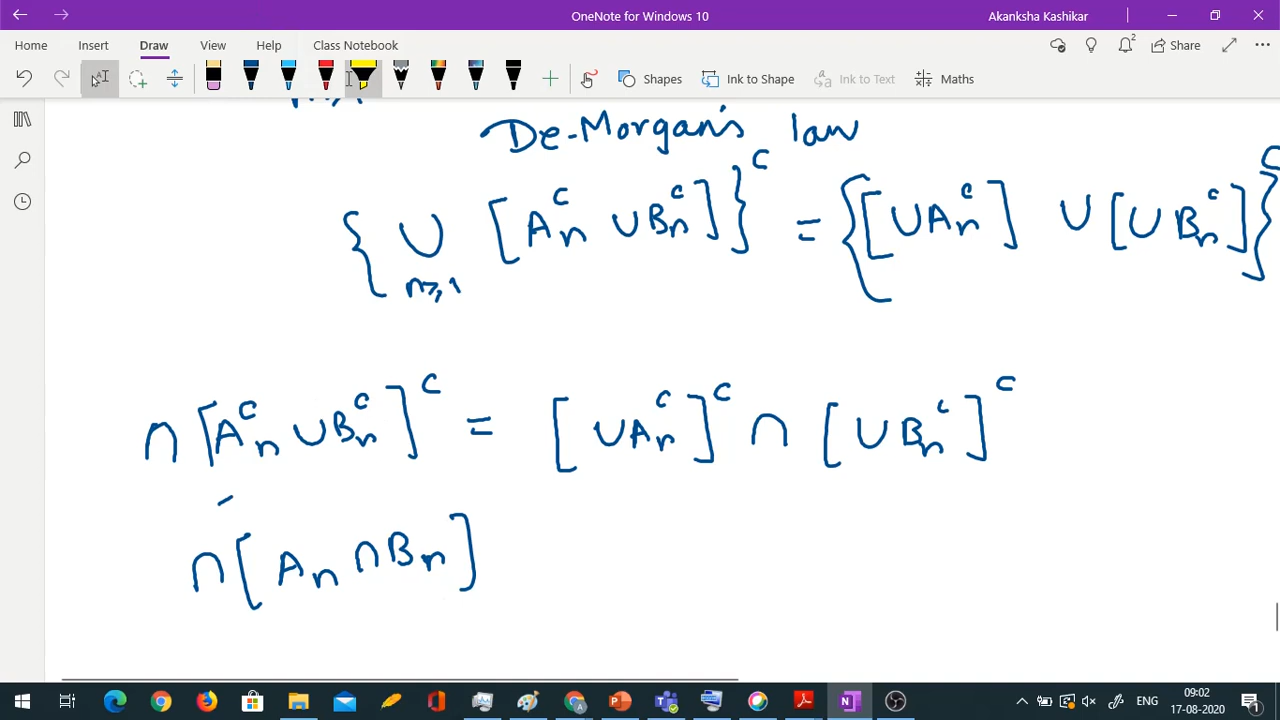 OneNote for Windows 10
Akanksha Kashikar
Home Insert Draw View Help Class Notebook
Share
Shapes Ink to Shape Ink to Text Maths
De-Morgan's law
{ ∪ [Aₙᶜ ∪ Bₙᶜ] }ᶜ = { [∪Aₙᶜ] ∪ [∪Bₙᶜ] }ᶜ
n≥1
∩[Aₙᶜ ∪ Bₙᶜ]ᶜ = [∪Aₙᶜ]ᶜ ∩ [∪Bₙᶜ]ᶜ
∩[Aₙ ∩ Bₙ]
ENG
09:02
17-08-2020